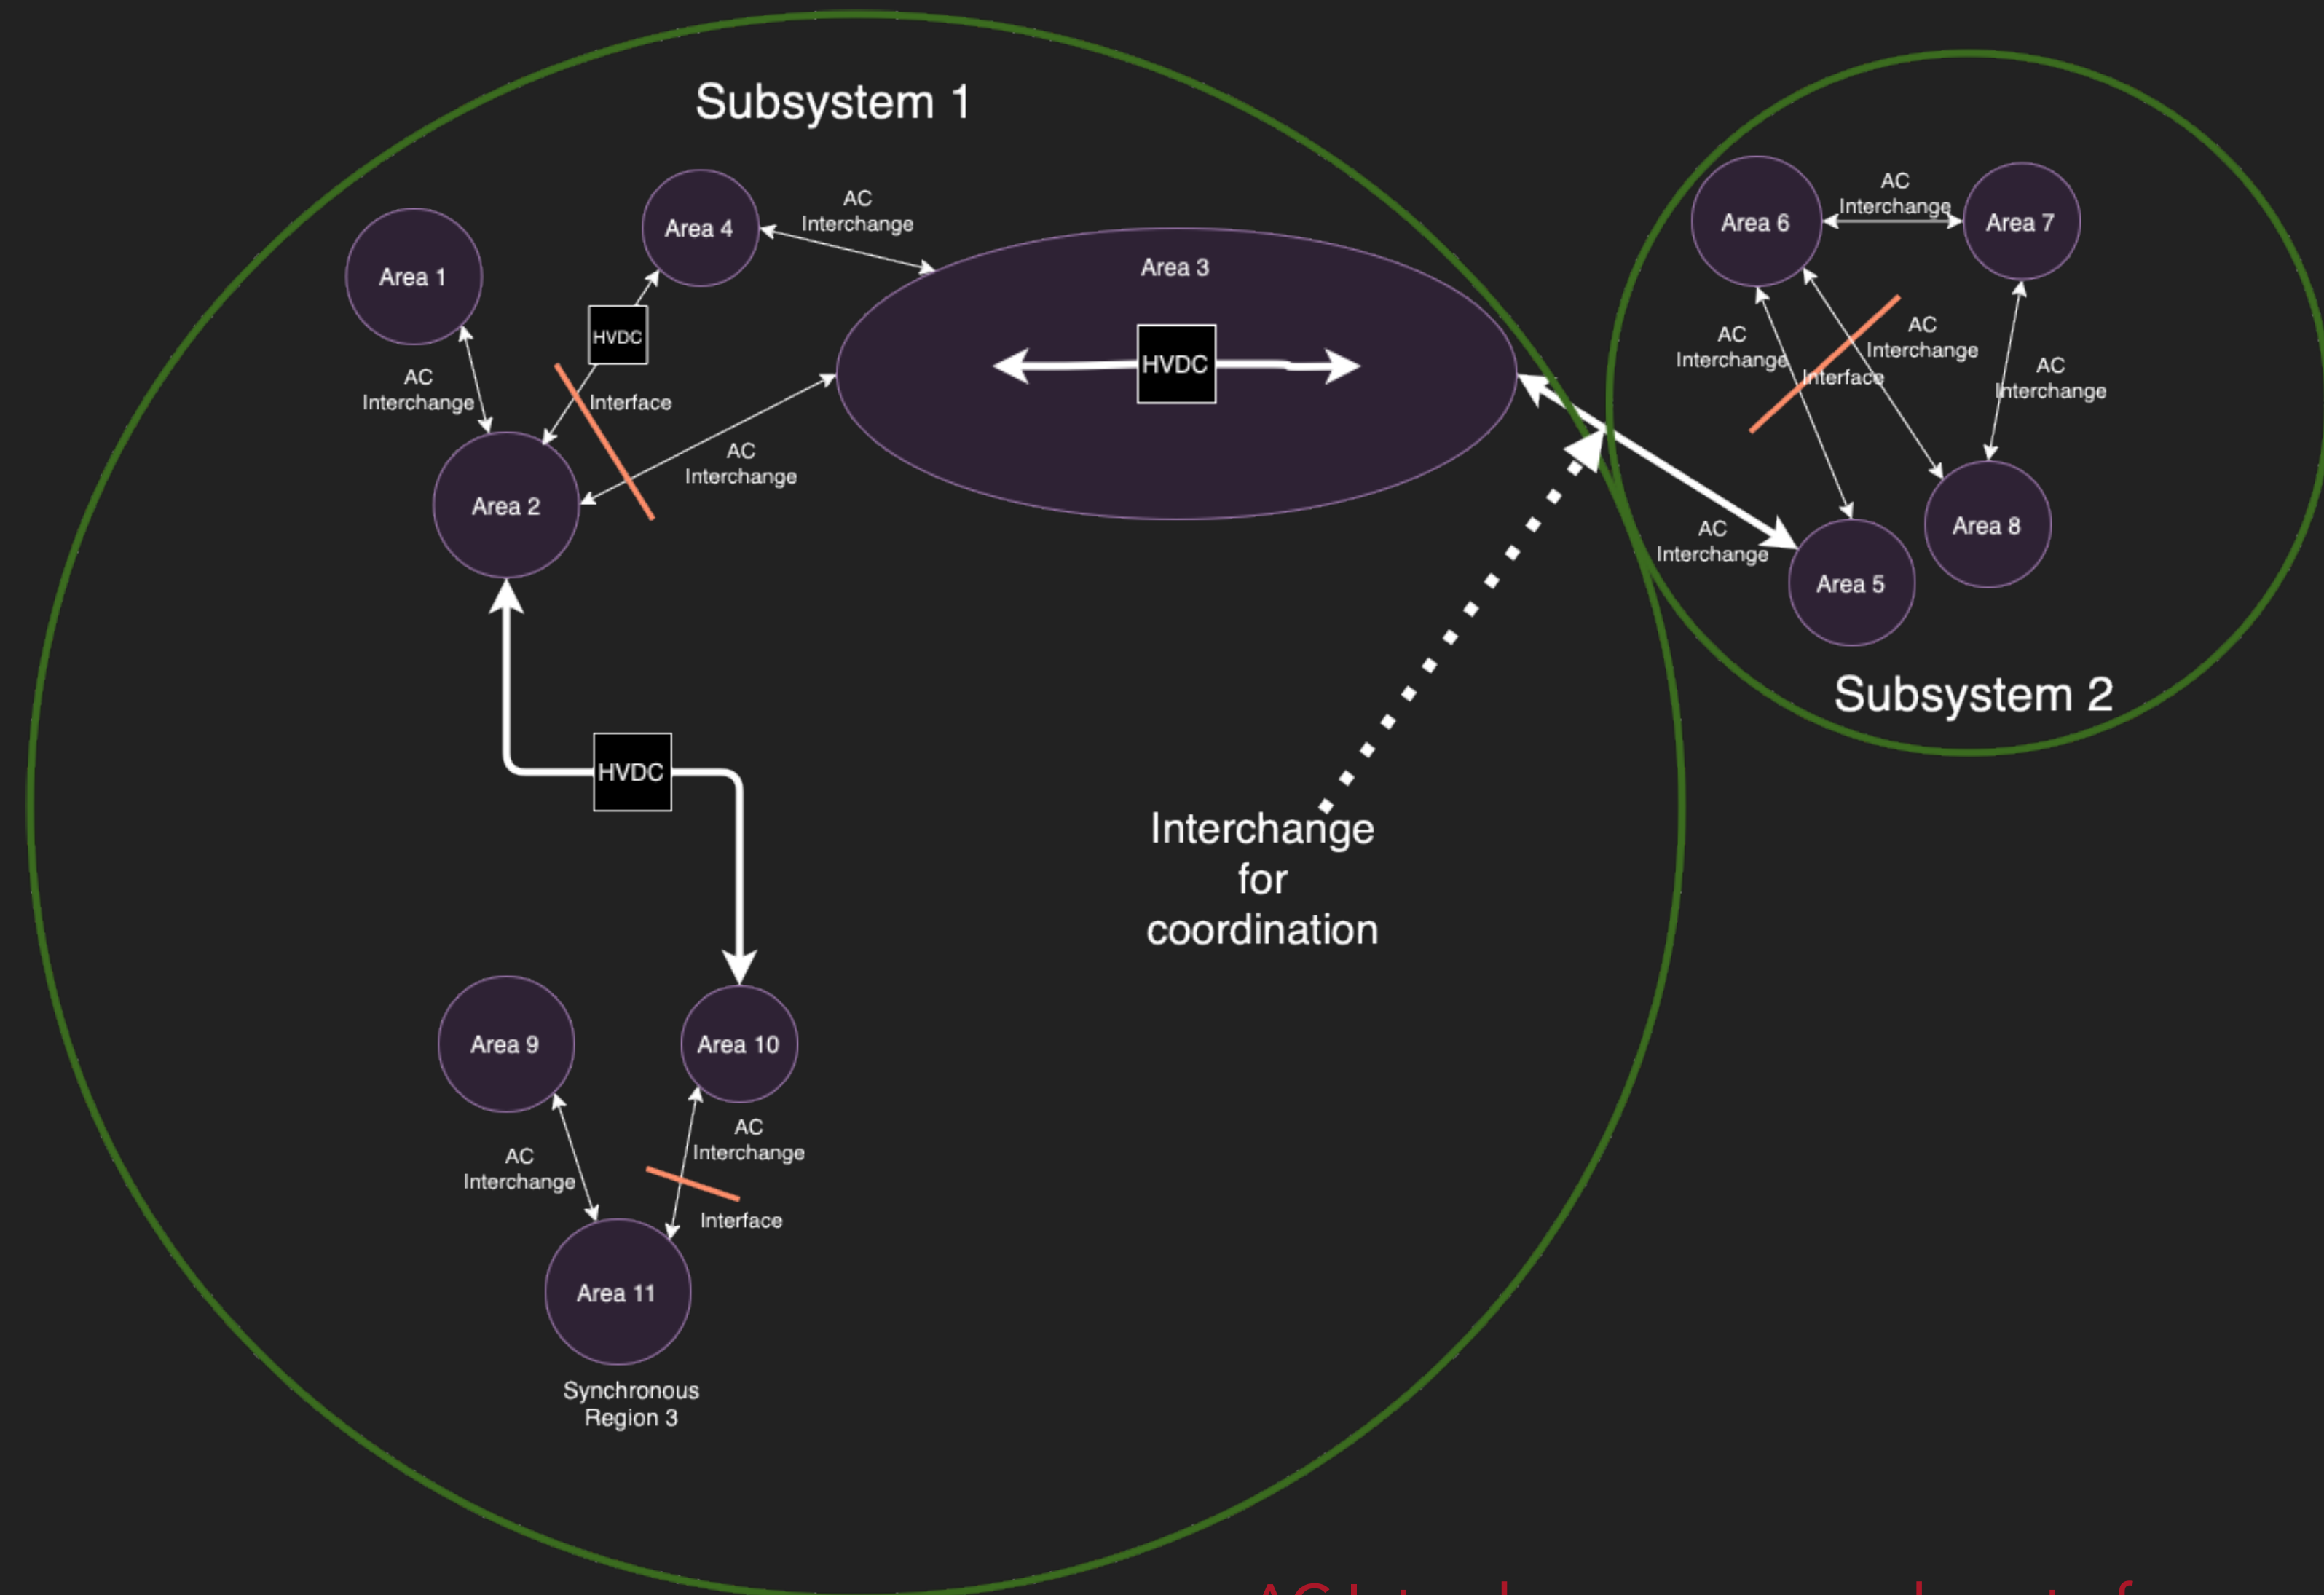 Subsystem 1
Area 1
Area 4
AC
Interchange
Area 3
HVDC
HVDC
AC
Interchange
Interface
AC
Interchange
Area 2
HVDC
Area 9
Area 10
AC
Interchange
AC
Interchange
Interface
Area 11
Synchronous
Region 3
Interchange
for
coordination
Area 6
AC
Interchange
Area 7
AC
Interchange
Interface
AC
Interchange
AC
Interchange
AC
Interchange
Area 8
Area 5
Subsystem 2